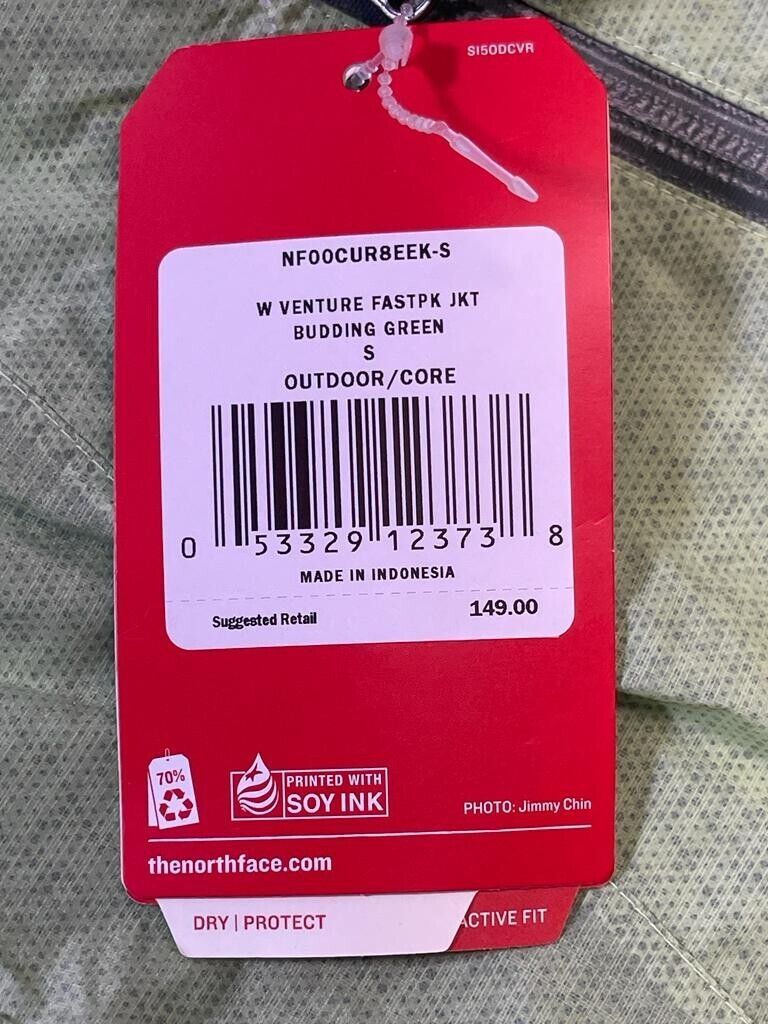 SI50DCVR
NF00CUR8EEK-S
W VENTURE FASTPK JKT
BUDDING GREEN
S
OUTDOOR/CORE
0 53329 12373 8
MADE IN INDONESIA
Suggested Retail 149.00
70%
PRINTED WITH
SOY INK
PHOTO: Jimmy Chin
thenorthface.com
DRY | PROTECT
ACTIVE FIT